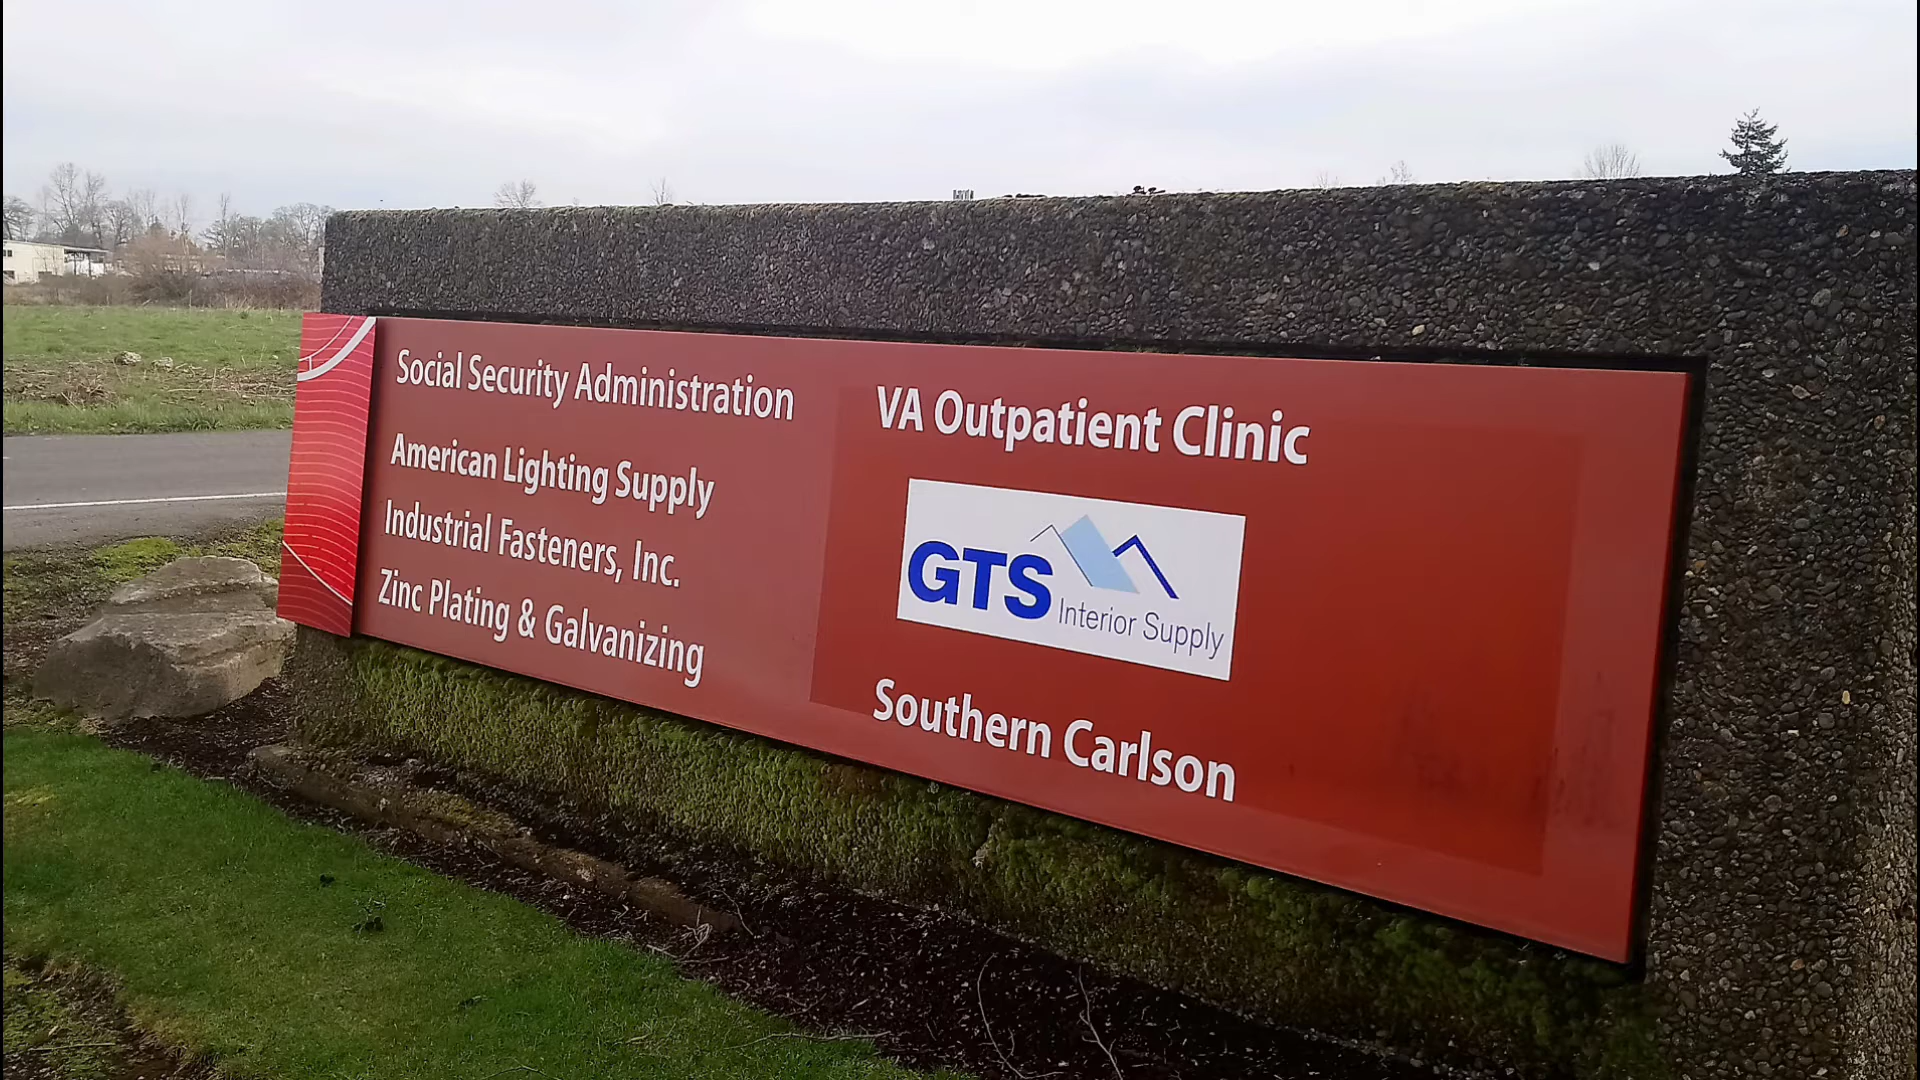 Social Security Administration
American Lighting Supply
Industrial Fasteners, Inc.
Zinc Plating & Galvanizing
VA Outpatient Clinic
GTS
Interior Supply
Southern Carlson